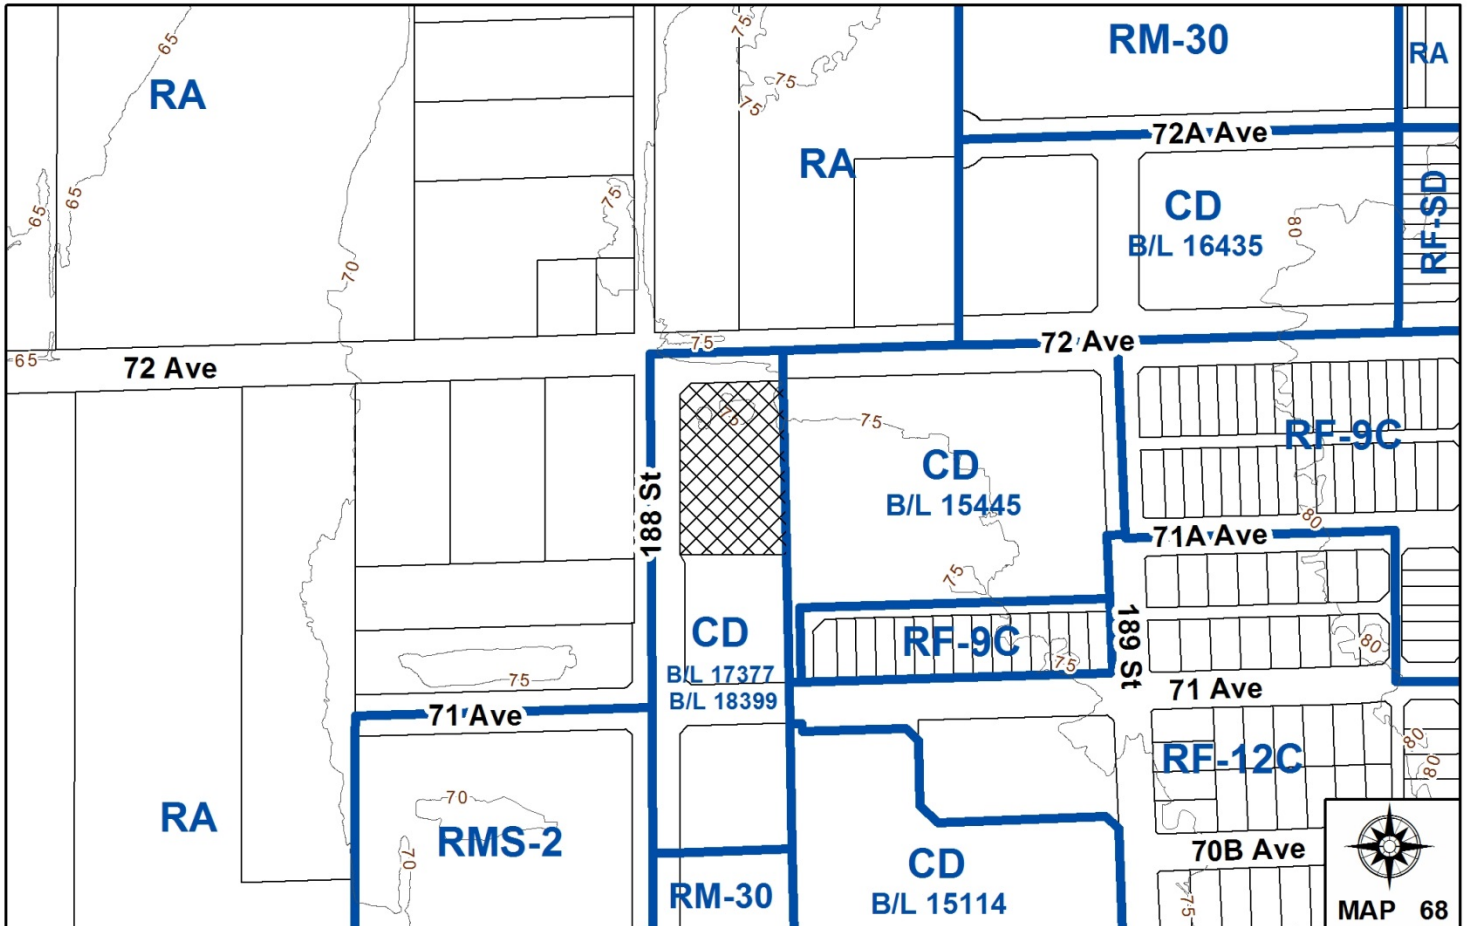 RM-30
RA
65
75
RA
75
75
72A Ave
RA
65
65
75
RF-SD
CD
B/L 16435
80
70
75
72 Ave
65
72 Ave
75
75
RF-9C
CD
B/L 15445
188 St
80
71A Ave
75
CD
RF-9C
189 St
80
75
B/L 17377
B/L 18399
75
71 Ave
71 Ave
80
RF-12C
80
70
RA
RMS-2
70
70B Ave
CD
B/L 15114
RM-30
75
MAP 68